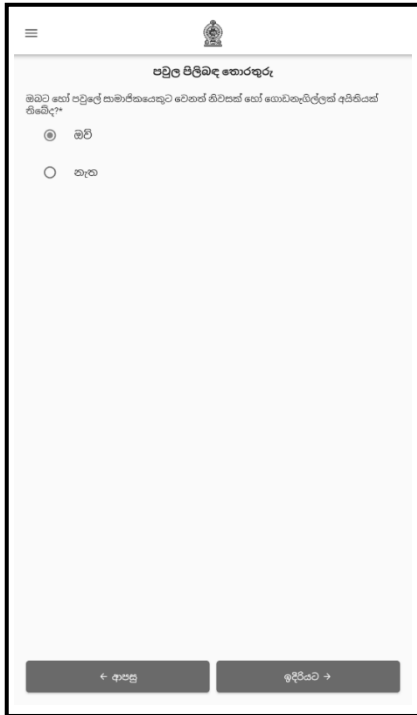 පවුල පිලිබඳ තොරතුරු
ඔබට හෝ පවුලේ සාමාජිකයෙකුට වෙනත් නිවසක් හෝ ගොඩනැගිල්ලක් අයිතියක්
තිබේද?*
ඔව්
නැත
← ආපසු
ඉදිරියට →